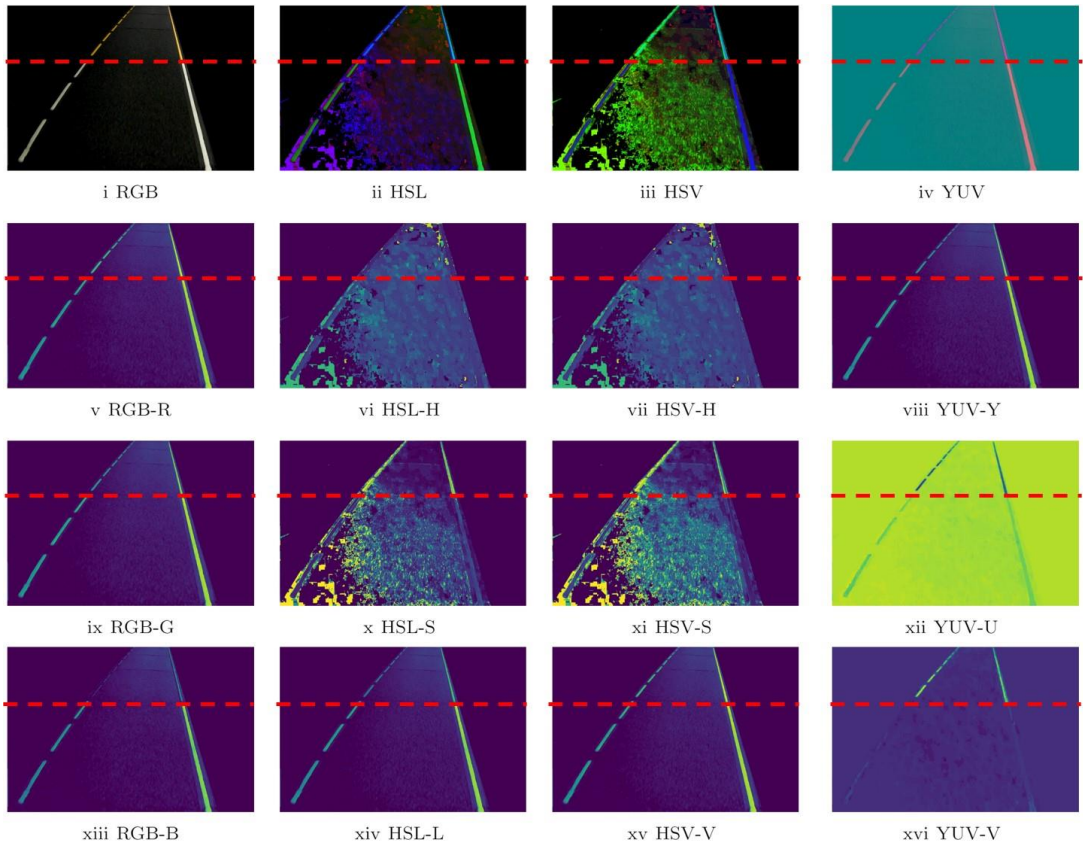 i RGB
ii HSL
iii HSV
iv YUV
v RGB-R
vi HSL-H
vii HSV-H
viii YUV-Y
ix RGB-G
x HSL-S
xi HSV-S
xii YUV-U
xiii RGB-B
xiv HSL-L
xv HSV-V
xvi YUV-V